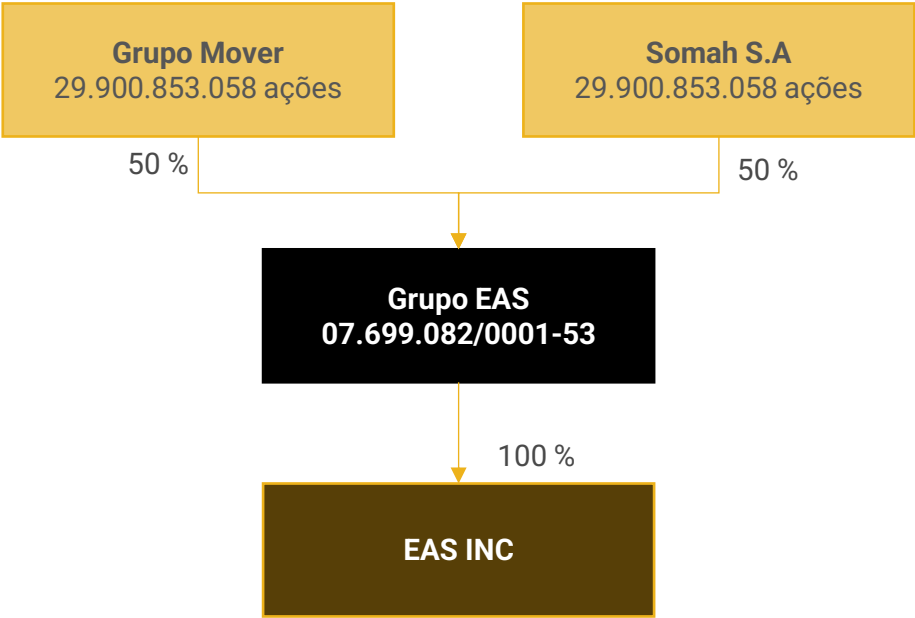 Grupo Mover
29.900.853.058 ações
Somah S.A
29.900.853.058 ações
50 %
50 %
Grupo EAS
07.699.082/0001-53
100 %
EAS INC